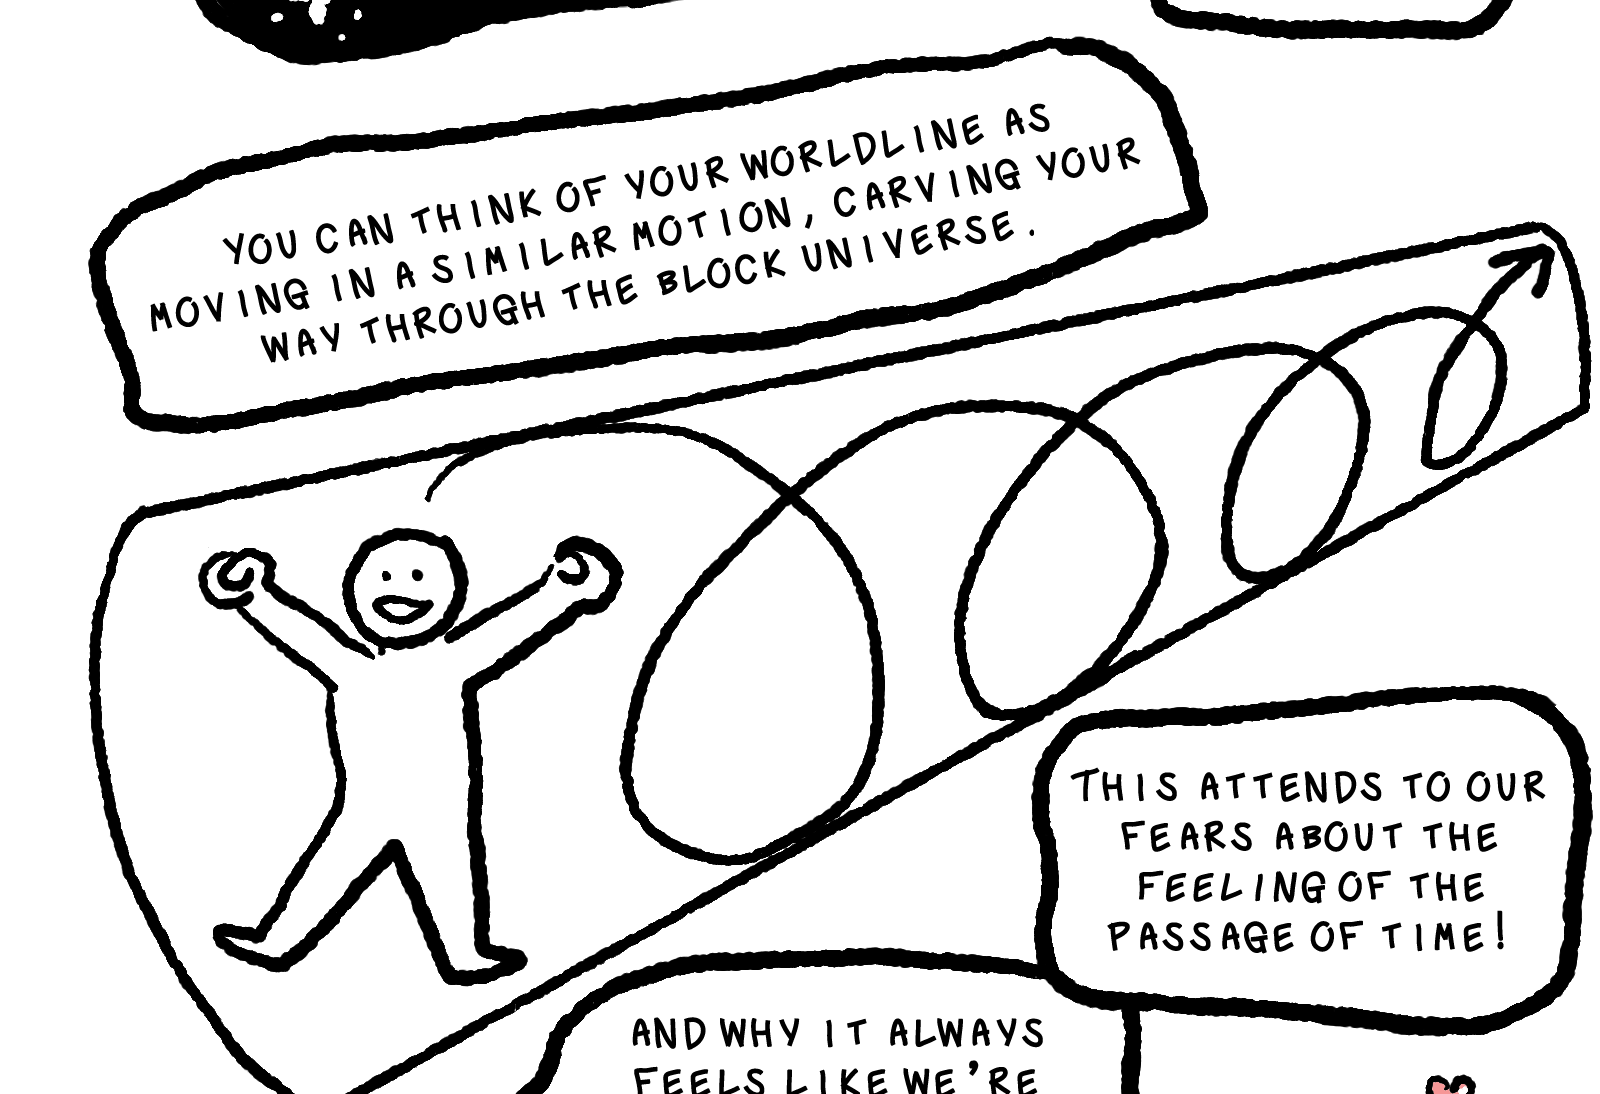 YOU CAN THINK OF YOUR WORLDLINE AS
MOVING IN A SIMILAR MOTION, CARVING YOUR
WAY THROUGH THE BLOCK UNIVERSE.
THIS ATTENDS TO OUR
FEARS ABOUT THE
FEELING OF THE
PASSAGE OF TIME!
AND WHY IT ALWAYS
FEELS LIKE WE'RE